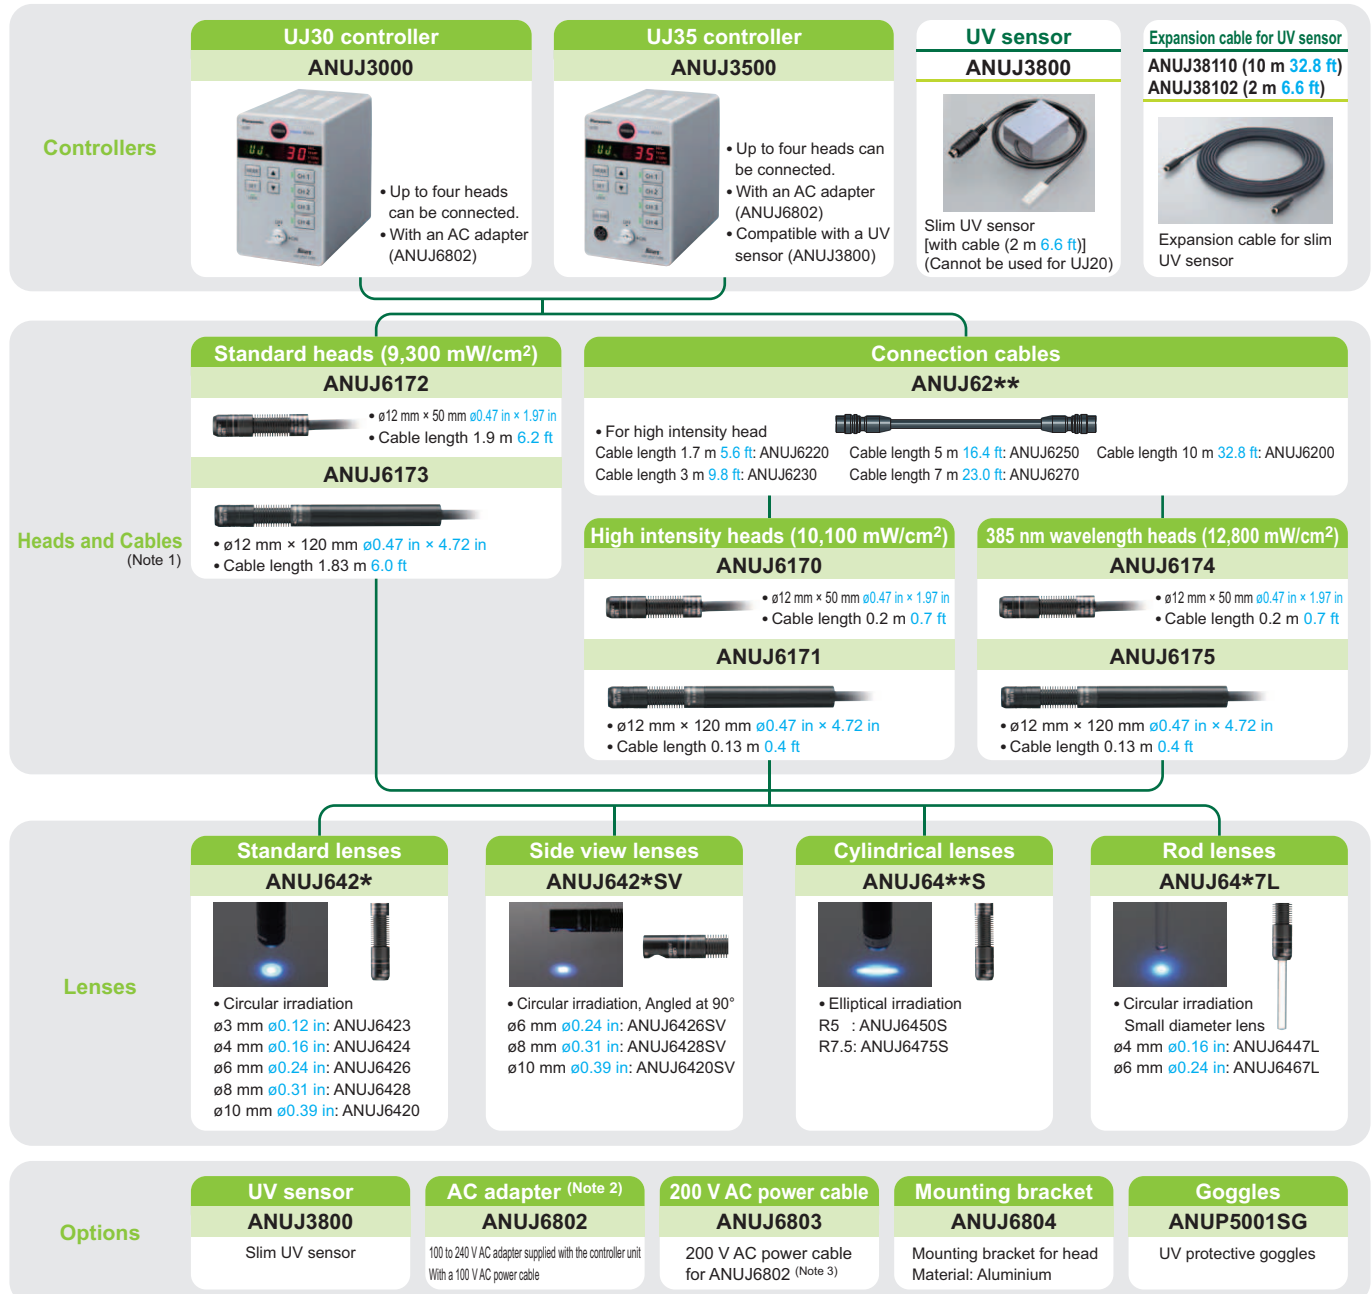 Controllers
UJ30 controller
ANUJ3000
• Up to four heads
can be connected.
• With an AC adapter
(ANUJ6802)
UJ35 controller
ANUJ3500
• Up to four heads can
be connected.
• With an AC adapter
(ANUJ6802)
• Compatible with a UV
sensor (ANUJ3800)
UV sensor
ANUJ3800
Slim UV sensor
[with cable (2 m 6.6 ft)]
(Cannot be used for UJ20)
Expansion cable for UV sensor
ANUJ38110 (10 m 32.8 ft)
ANUJ38102 (2 m 6.6 ft)
Expansion cable for slim
UV sensor
Heads and Cables
(Note 1)
Standard heads (9,300 mW/cm²)
ANUJ6172
• ø12 mm × 50 mm ø0.47 in × 1.97 in
• Cable length 1.9 m 6.2 ft
ANUJ6173
• ø12 mm × 120 mm ø0.47 in × 4.72 in
• Cable length 1.83 m 6.0 ft
Connection cables
ANUJ62**
• For high intensity head
Cable length 1.7 m 5.6 ft: ANUJ6220 Cable length 5 m 16.4 ft: ANUJ6250 Cable length 10 m 32.8 ft: ANUJ6200
Cable length 3 m 9.8 ft: ANUJ6230 Cable length 7 m 23.0 ft: ANUJ6270
High intensity heads (10,100 mW/cm²)
ANUJ6170
• ø12 mm × 50 mm ø0.47 in × 1.97 in
• Cable length 0.2 m 0.7 ft
ANUJ6171
• ø12 mm × 120 mm ø0.47 in × 4.72 in
• Cable length 0.13 m 0.4 ft
385 nm wavelength heads (12,800 mW/cm²)
ANUJ6174
• ø12 mm × 50 mm ø0.47 in × 1.97 in
• Cable length 0.2 m 0.7 ft
ANUJ6175
• ø12 mm × 120 mm ø0.47 in × 4.72 in
• Cable length 0.13 m 0.4 ft
Lenses
Standard lenses
ANUJ642*
• Circular irradiation
ø3 mm ø0.12 in: ANUJ6423
ø4 mm ø0.16 in: ANUJ6424
ø6 mm ø0.24 in: ANUJ6426
ø8 mm ø0.31 in: ANUJ6428
ø10 mm ø0.39 in: ANUJ6420
Side view lenses
ANUJ642*SV
• Circular irradiation, Angled at 90°
ø6 mm ø0.24 in: ANUJ6426SV
ø8 mm ø0.31 in: ANUJ6428SV
ø10 mm ø0.39 in: ANUJ6420SV
Cylindrical lenses
ANUJ64**S
• Elliptical irradiation
R5 : ANUJ6450S
R7.5: ANUJ6475S
Rod lenses
ANUJ64*7L
• Circular irradiation
Small diameter lens
ø4 mm ø0.16 in: ANUJ6447L
ø6 mm ø0.24 in: ANUJ6467L
Options
UV sensor
ANUJ3800
Slim UV sensor
AC adapter (Note 2)
ANUJ6802
100 to 240 V AC adapter supplied with the controller unit
With a 100 V AC power cable
200 V AC power cable
ANUJ6803
200 V AC power cable
for ANUJ6802 (Note 3)
Mounting bracket
ANUJ6804
Mounting bracket for head
Material: Aluminium
Goggles
ANUP5001SG
UV protective goggles